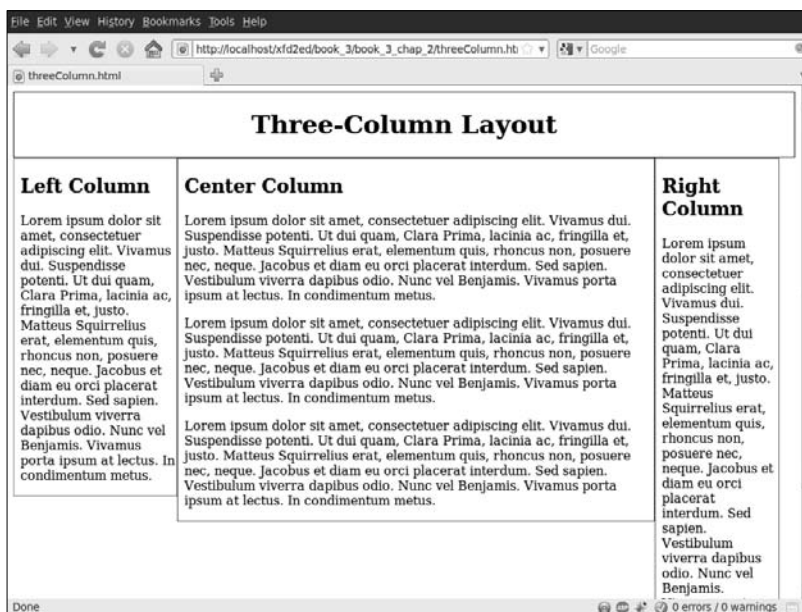 File Edit View History Bookmarks Tools Help
http://localhost/xfd2ed/book_3/book_3_chap_2/threeColumn.ht
Google
threeColumn.html
Three-Column Layout
Left Column
Lorem ipsum dolor sit
amet, consectetuer
adipiscing elit. Vivamus
dui. Suspendisse
potenti. Ut dui quam,
Clara Prima, lacinia ac,
fringilla et, justo.
Matteus Squirrelius
erat, elementum quis,
rhoncus non, posuere
nec, neque. Jacobus et
diam eu orci placerat
interdum. Sed sapien.
Vestibulum viverra
dapibus odio. Nunc vel
Benjamis. Vivamus
porta ipsum at lectus. In
condimentum metus.
Center Column
Lorem ipsum dolor sit amet, consectetuer adipiscing elit. Vivamus dui.
Suspendisse potenti. Ut dui quam, Clara Prima, lacinia ac, fringilla et,
justo. Matteus Squirrelius erat, elementum quis, rhoncus non, posuere
nec, neque. Jacobus et diam eu orci placerat interdum. Sed sapien.
Vestibulum viverra dapibus odio. Nunc vel Benjamis. Vivamus porta
ipsum at lectus. In condimentum metus.
Lorem ipsum dolor sit amet, consectetuer adipiscing elit. Vivamus dui.
Suspendisse potenti. Ut dui quam, Clara Prima, lacinia ac, fringilla et,
justo. Matteus Squirrelius erat, elementum quis, rhoncus non, posuere
nec, neque. Jacobus et diam eu orci placerat interdum. Sed sapien.
Vestibulum viverra dapibus odio. Nunc vel Benjamis. Vivamus porta
ipsum at lectus. In condimentum metus.
Lorem ipsum dolor sit amet, consectetuer adipiscing elit. Vivamus dui.
Suspendisse potenti. Ut dui quam, Clara Prima, lacinia ac, fringilla et,
justo. Matteus Squirrelius erat, elementum quis, rhoncus non, posuere
nec, neque. Jacobus et diam eu orci placerat interdum. Sed sapien.
Vestibulum viverra dapibus odio. Nunc vel Benjamis. Vivamus porta
ipsum at lectus. In condimentum metus.
Right
Column
Lorem ipsum
dolor sit amet,
consectetuer
adipiscing elit.
Vivamus dui.
Suspendisse
potenti. Ut dui
quam, Clara
Prima, lacinia ac,
fringilla et, justo.
Matteus
Squirrelius erat,
elementum quis,
rhoncus non,
posuere nec,
neque. Jacobus et
diam eu orci
placerat
interdum. Sed
sapien.
Vestibulum
viverra dapibus
odio. Nunc vel
Benjamis.
Done
0 errors / 0 warnings